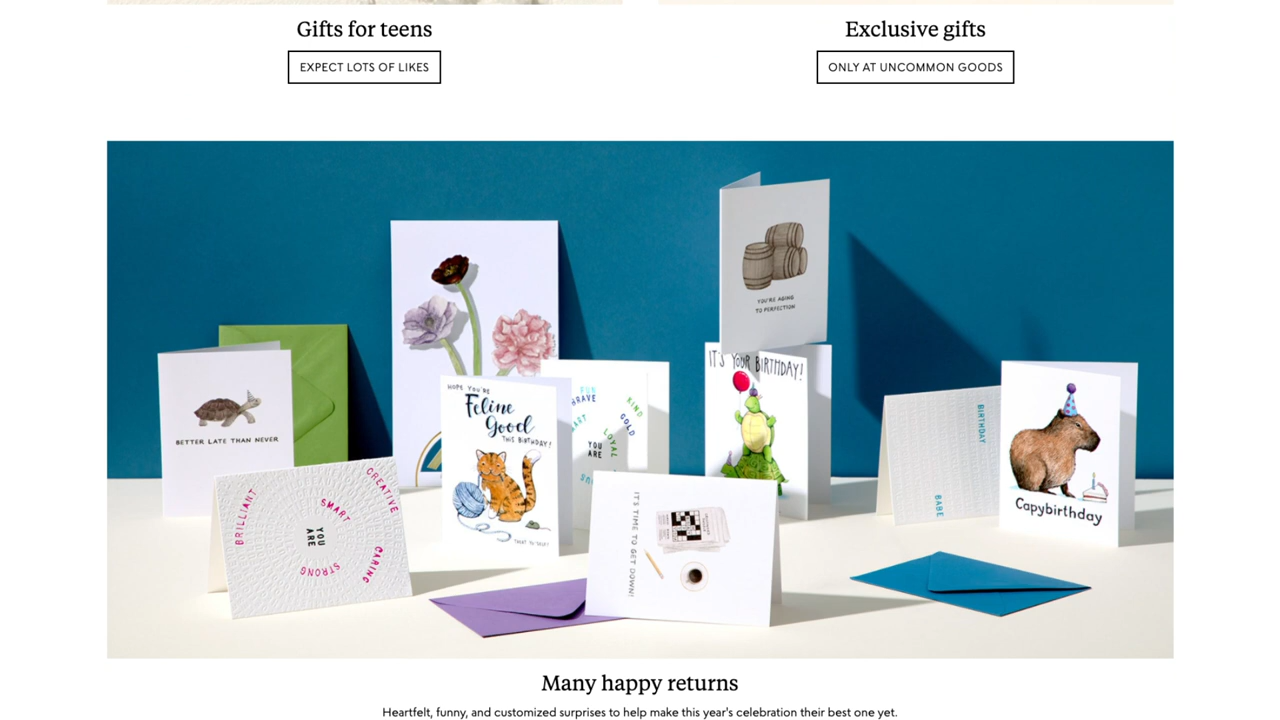 Gifts for teens
EXPECT LOTS OF LIKES
Exclusive gifts
ONLY AT UNCOMMON GOODS
YOU'RE AGING
TO PERFECTION
IT'S YOUR BIRTHDAY!
HOPE YOU'RE
Feline
Good
THIS BIRTHDAY!
FUN
BRAVE
KIND
GOLD
LOYAL
YOU
ARE
BETTER LATE THAN NEVER
BRILLIANT
CREATIVE
SMART
YOU
ARE
STRONG
CARING
IT'S TIME TO GET DOWN!
BIRTHDAY
BABE
Capybirthday
Many happy returns
Heartfelt, funny, and customized surprises to help make this year's celebration their best one yet.